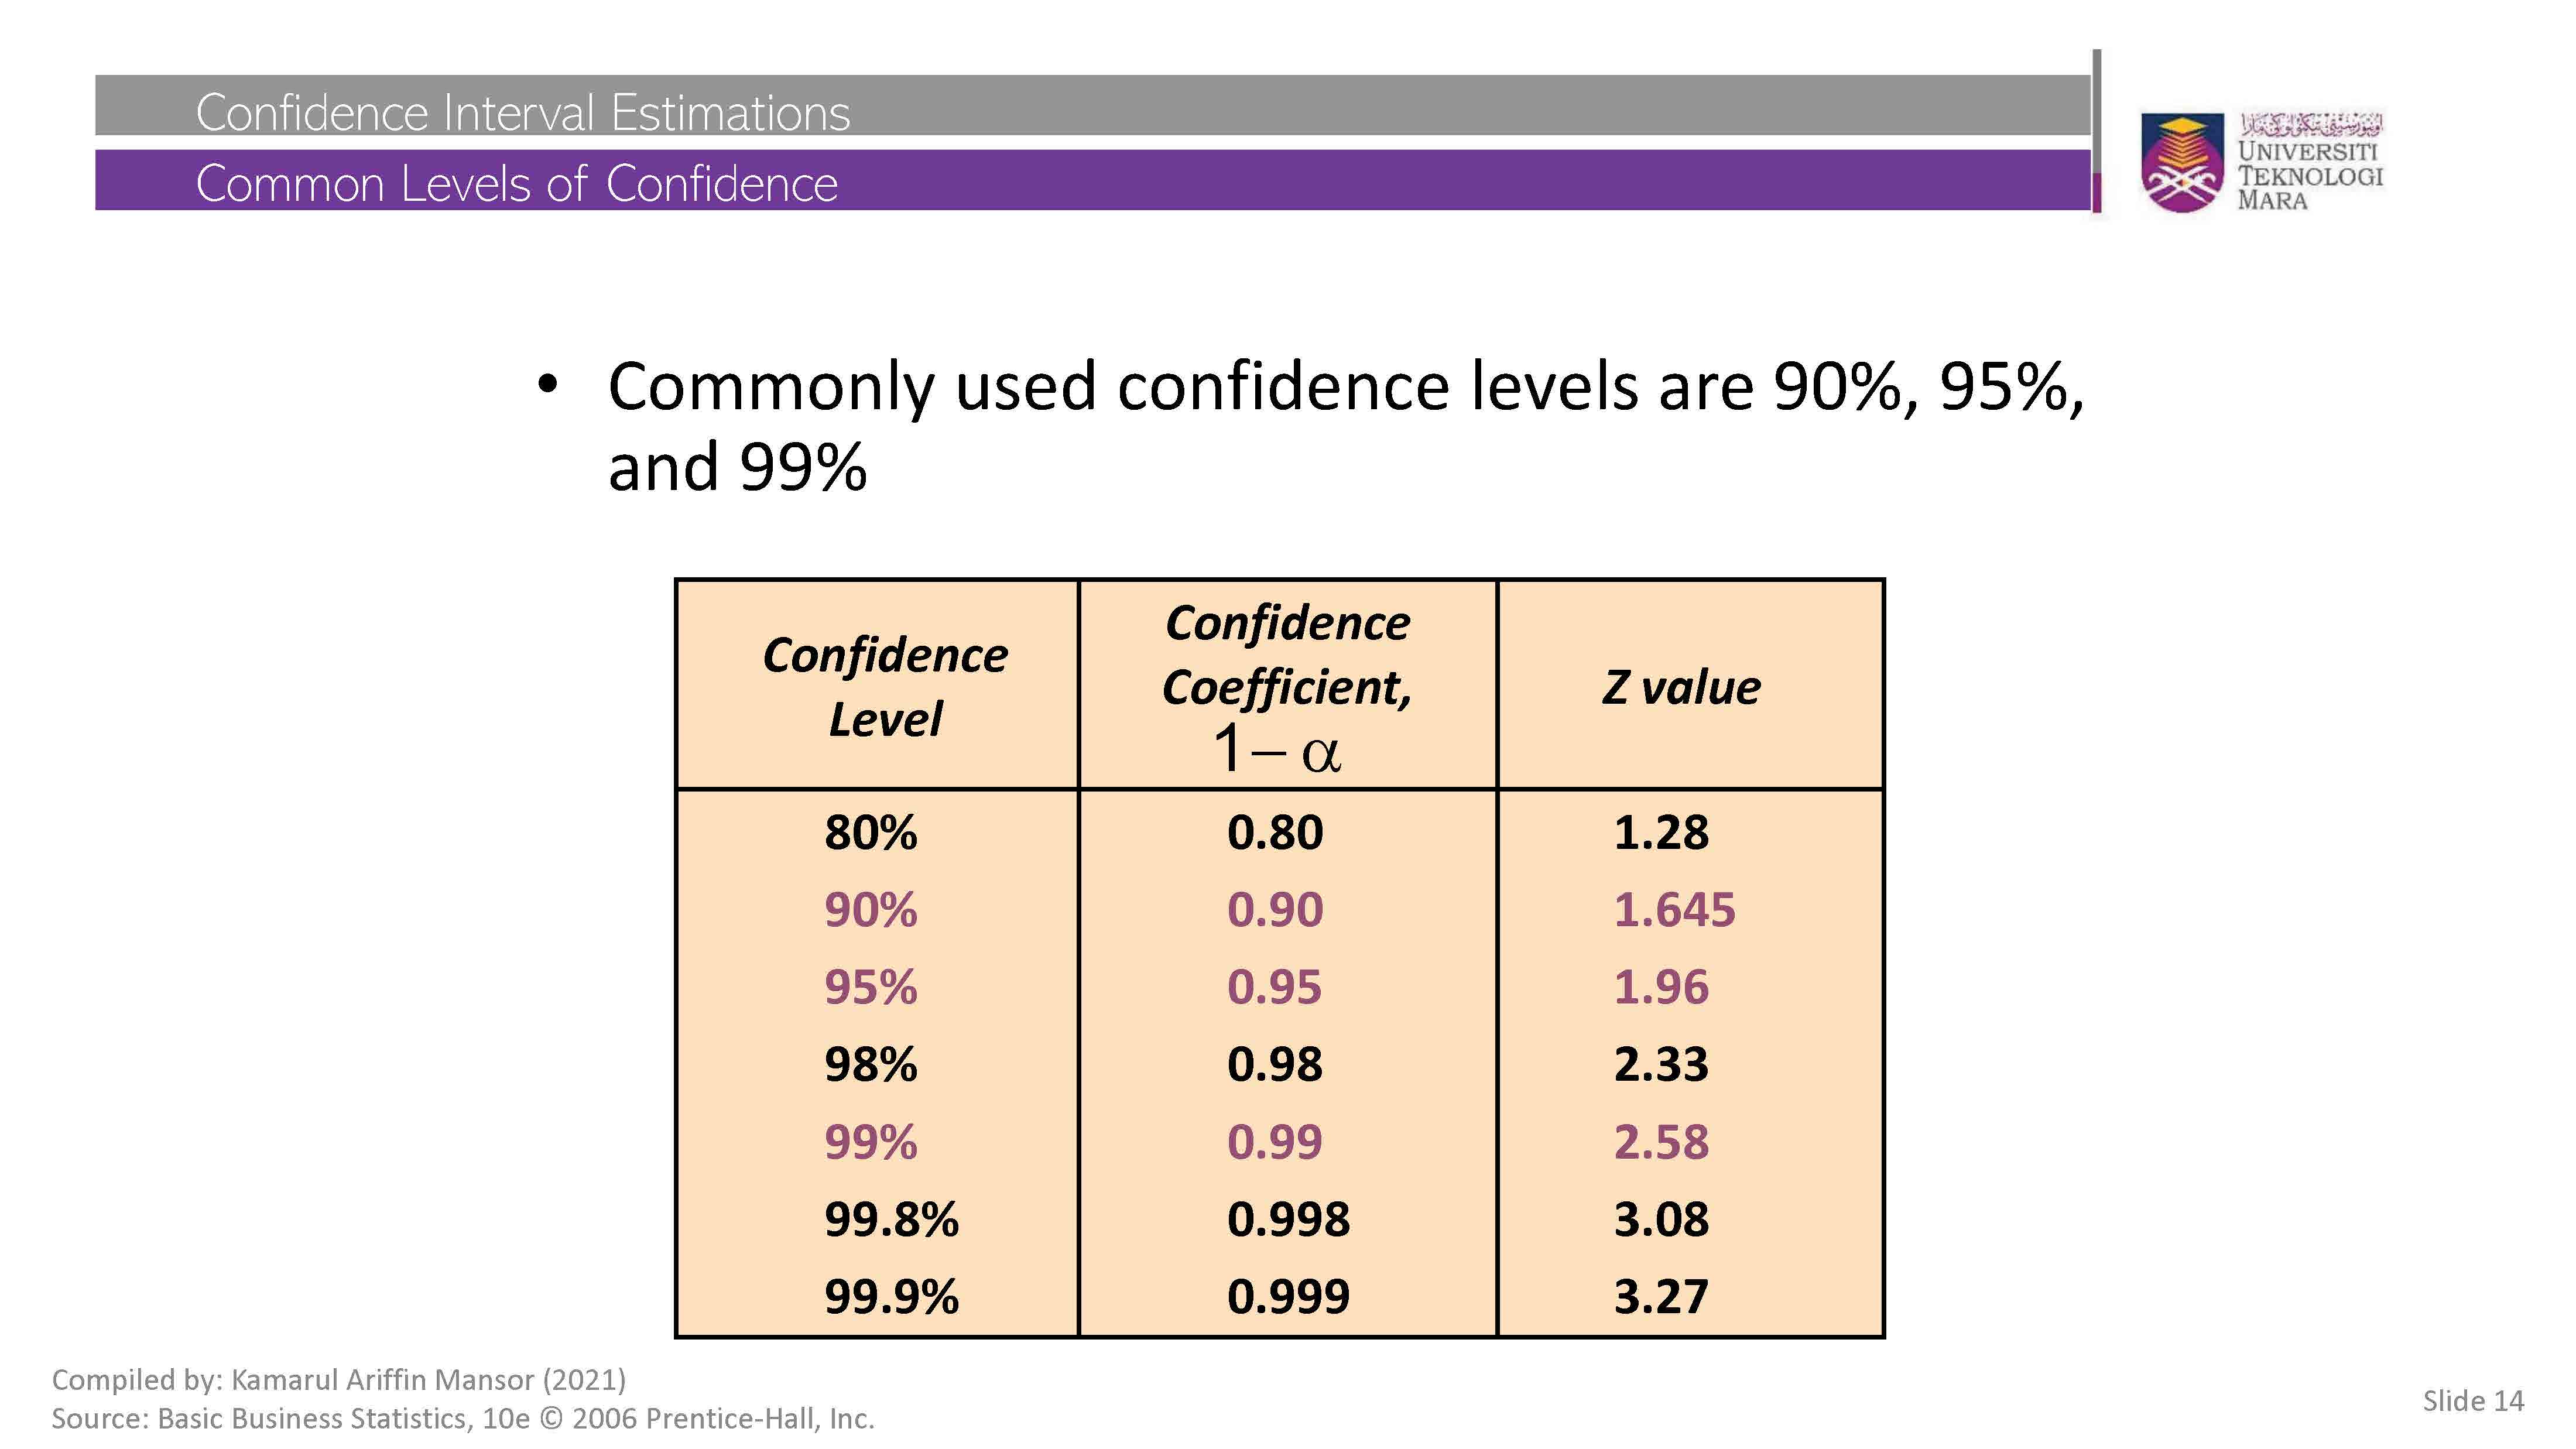 Confidence Interval Estimations
Common Levels of Confidence
UNIVERSITI
TEKNOLOGI
MARA
• Commonly used confidence levels are 90%, 95%,
and 99%
Confidence
Level
Confidence
Coefficient,
1– α
Z value
80% 0.80 1.28
90% 0.90 1.645
95% 0.95 1.96
98% 0.98 2.33
99% 0.99 2.58
99.8% 0.998 3.08
99.9% 0.999 3.27
Compiled by: Kamarul Ariffin Mansor (2021)
Source: Basic Business Statistics, 10e © 2006 Prentice-Hall, Inc.
Slide 14